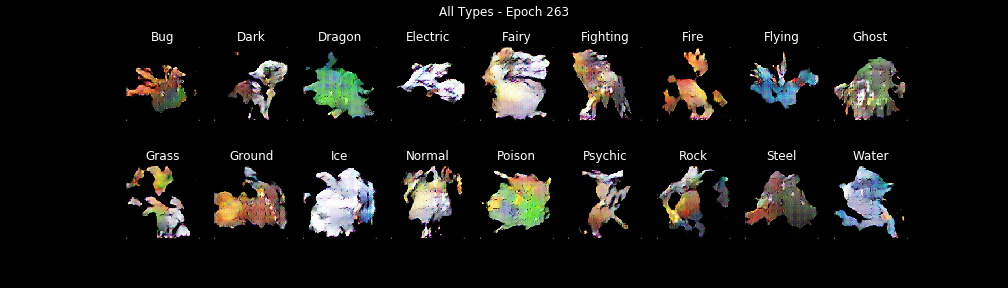 All Types - Epoch 263
Bug Dark Dragon Electric Fairy Fighting Fire Flying Ghost
Grass Ground Ice Normal Poison Psychic Rock Steel Water